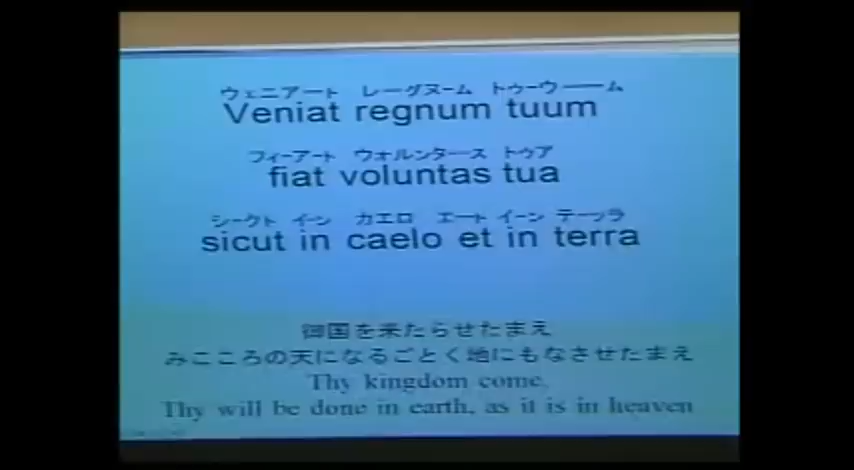 ウェニアート レーグヌーム トゥーウーーム
Veniat regnum tuum
フィーアート ウォルンタース トゥア
fiat voluntas tua
シークト イーン カエロ エート イーン テーッラ
sicut in caelo et in terra
御国を来たらせたまえ
みこころの天になるごとく地にもなさせたまえ
Thy kingdom come,
Thy will be done in earth, as it is in heaven